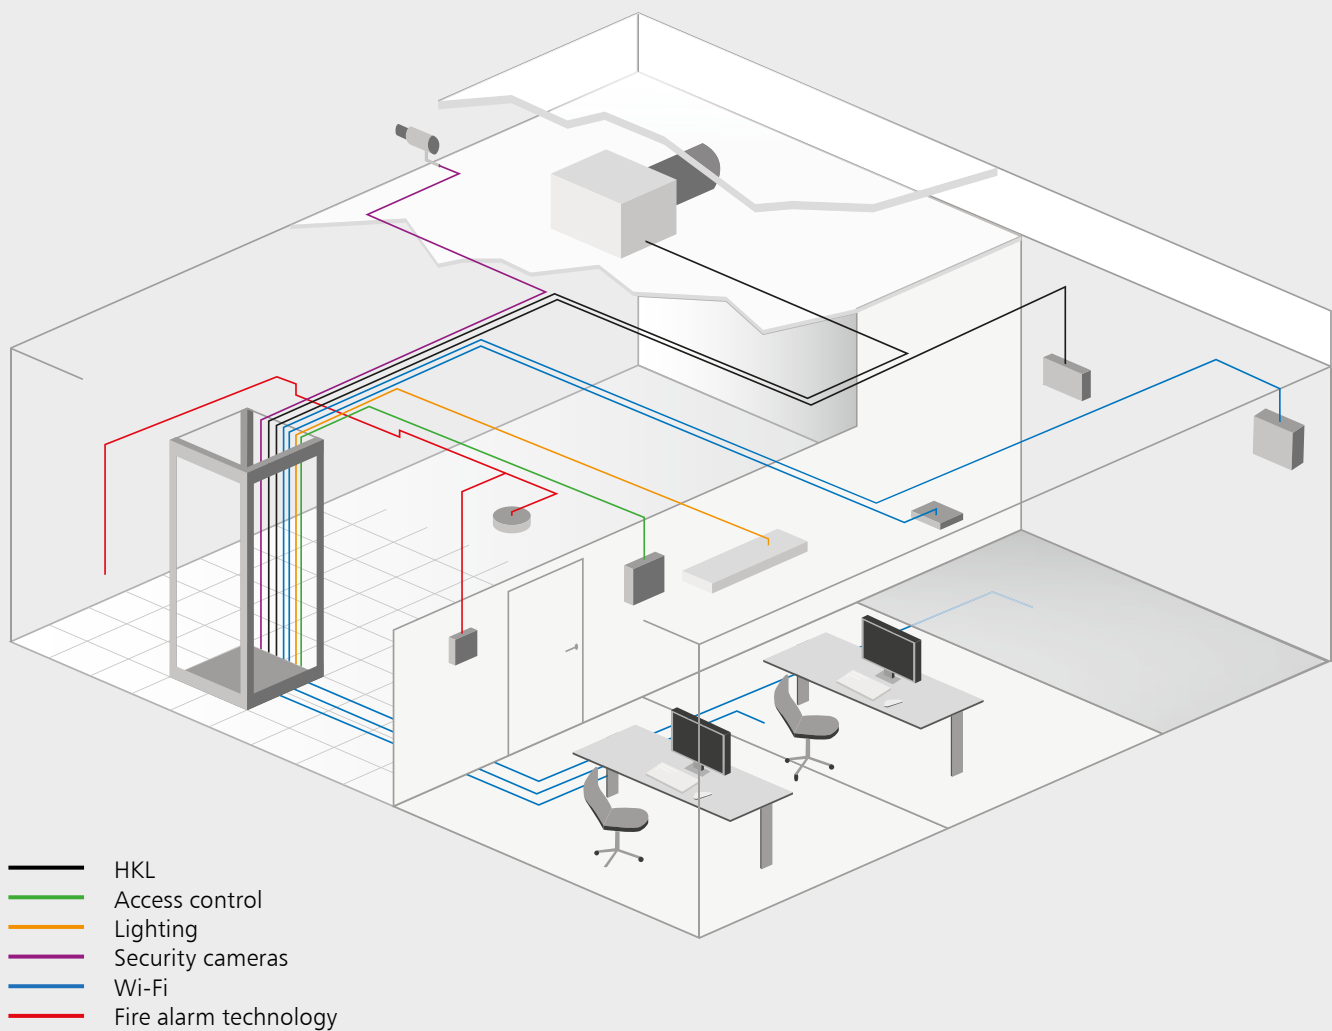 HKL
Access control
Lighting
Security cameras
Wi-Fi
Fire alarm technology